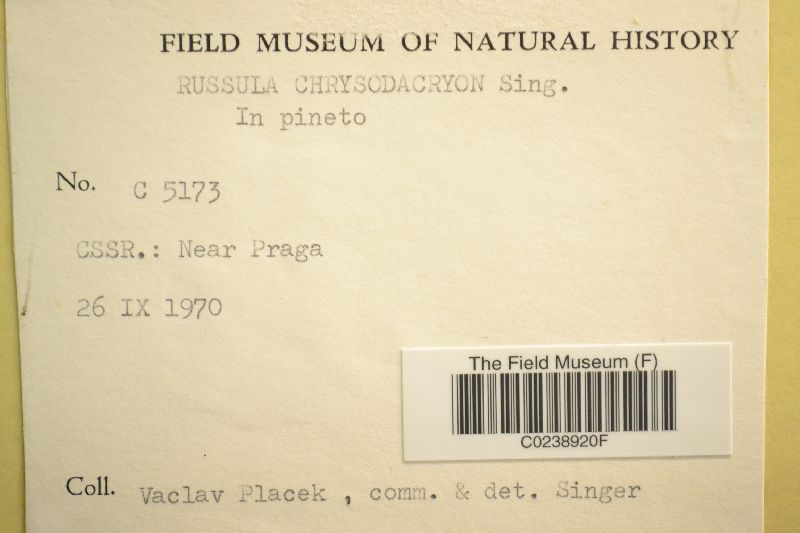 FIELD MUSEUM OF NATURAL HISTORY
RUSSULA CHRYSODACRYON Sing.
In pineto
No. C 5173
CSSR.: Near Praga
26 IX 1970
The Field Museum (F)
C0238920F
Coll. Vaclav Placek , comm. & det. Singer